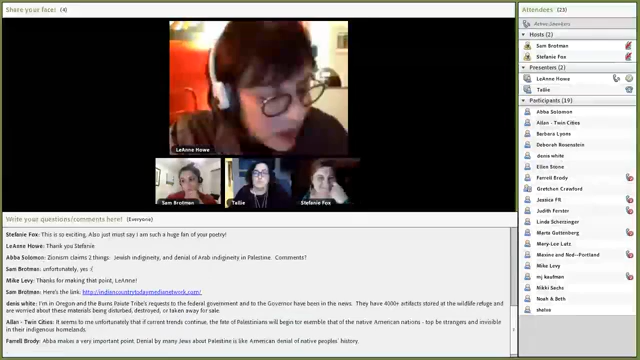 Share your face! (4)
LeAnne Howe
Sam Brotman
Tallie
Stefanie Fox
Write your questions/comments here! (Everyone)
Stefanie Fox: This is so exciting. Also just must say I am such a huge fan of your poetry!
LeAnne Howe: Thank you Stefanie
Abba Solomon: Zionism claims 2 things: Jewish indigneity, and denial of Arab indigneity in Palestine. Comments?
Sam Brotman: unfortunately, yes :(
Mike Levy: Thanks for making that point, LeAnne!
Sam Brotman: Here's the link: http://indiancountrytodaymedianetwork.com/
denis white: I'm in Oregon and the Burns Paiute Tribe's requests to the federal government and to the Governor have been in the news. They have 4000+ artifacts stored at the wildlife refuge and
are worried about these materials being disturbed, destroyed, or taken away for sale.
Allan - Twin Cities: It seems to me unfortunately that if current trends continue, the fate of Palestinians will begin tor esemble that of the native American nations - top be strangers and invisible
in their indigenous homelands.
Farrell Brody: Abba makes a very important point. Denial by many Jews about Palestine is like American denial of native peoples' history.
Attendees (23)
Active Speakers
Hosts (2)
Sam Brotman
Stefanie Fox
Presenters (2)
LeAnne Howe
Tallie
Participants (19)
Abba Solomon
Allan - Twin Cities
Barbara Lyons
Deborah Rosenstein
denis white
Ellen Stone
Farrell Brody
Gretchen Crawford
Jessica FR
Judith Ferster
Linda Scherzinger
Marta Guttenberg
Mary-Lee Lutz
Maxine and Ned--Portland
Mike Levy
mj kaufman
Nikki Sachs
Noah & Beth